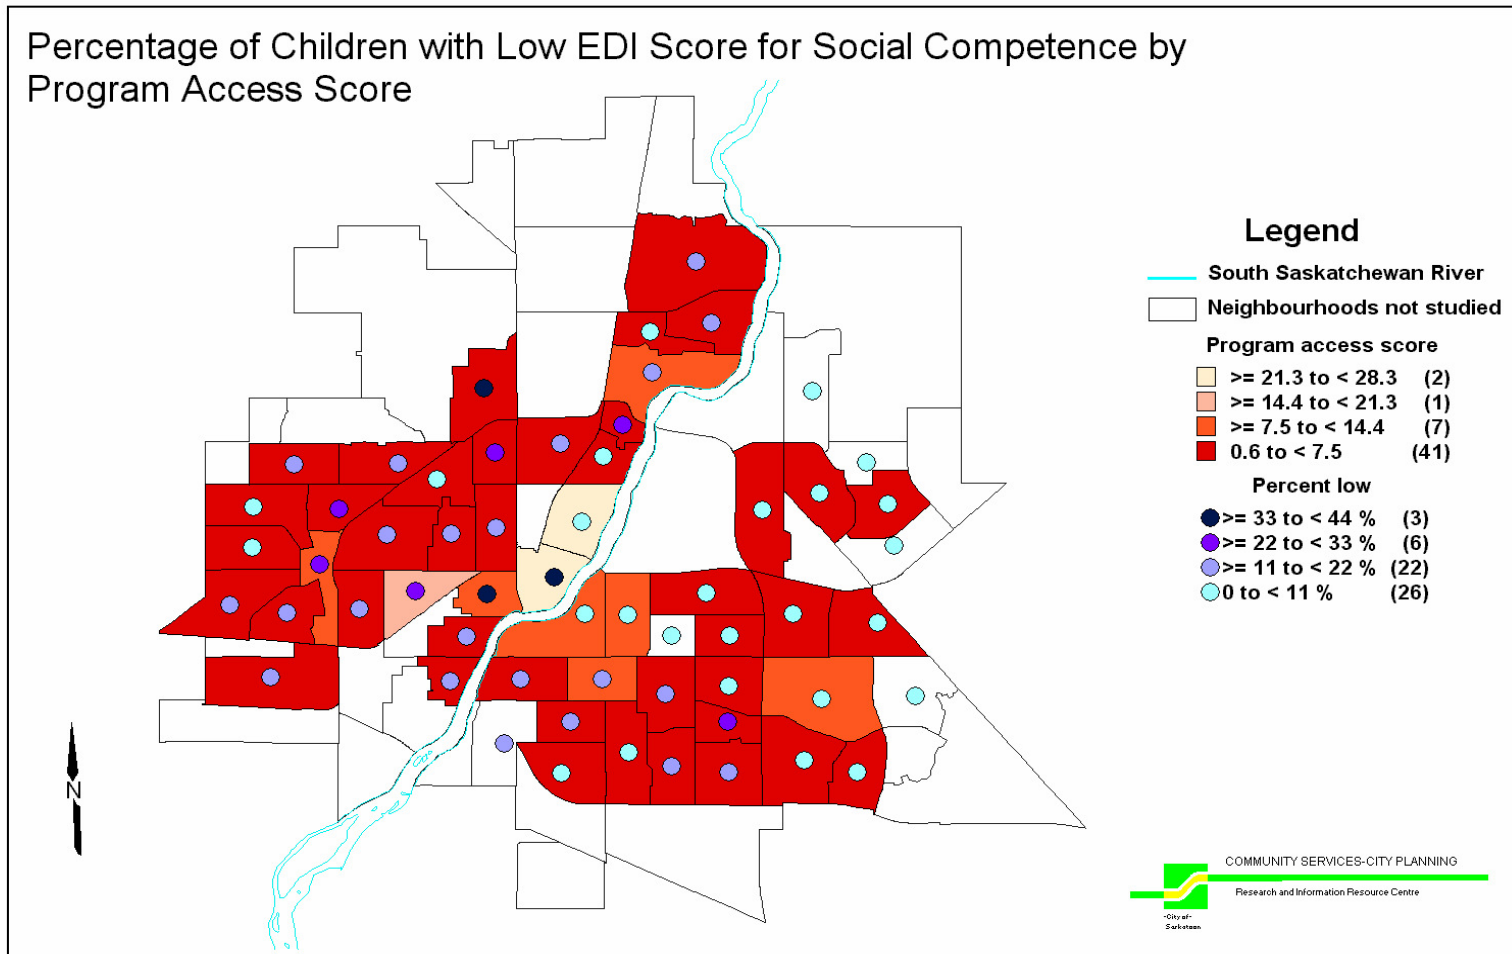 Percentage of Children with Low EDI Score for Social Competence by
Program Access Score
Legend
South Saskatchewan River
Neighbourhoods not studied
Program access score
>= 21.3 to < 28.3 (2)
>= 14.4 to < 21.3 (1)
>= 7.5 to < 14.4 (7)
0.6 to < 7.5 (41)
Percent low
>= 33 to < 44 % (3)
>= 22 to < 33 % (6)
>= 11 to < 22 % (22)
0 to < 11 % (26)
N
COMMUNITY SERVICES-CITY PLANNING
Research and Information Resource Centre
-City of-
Saskatoon